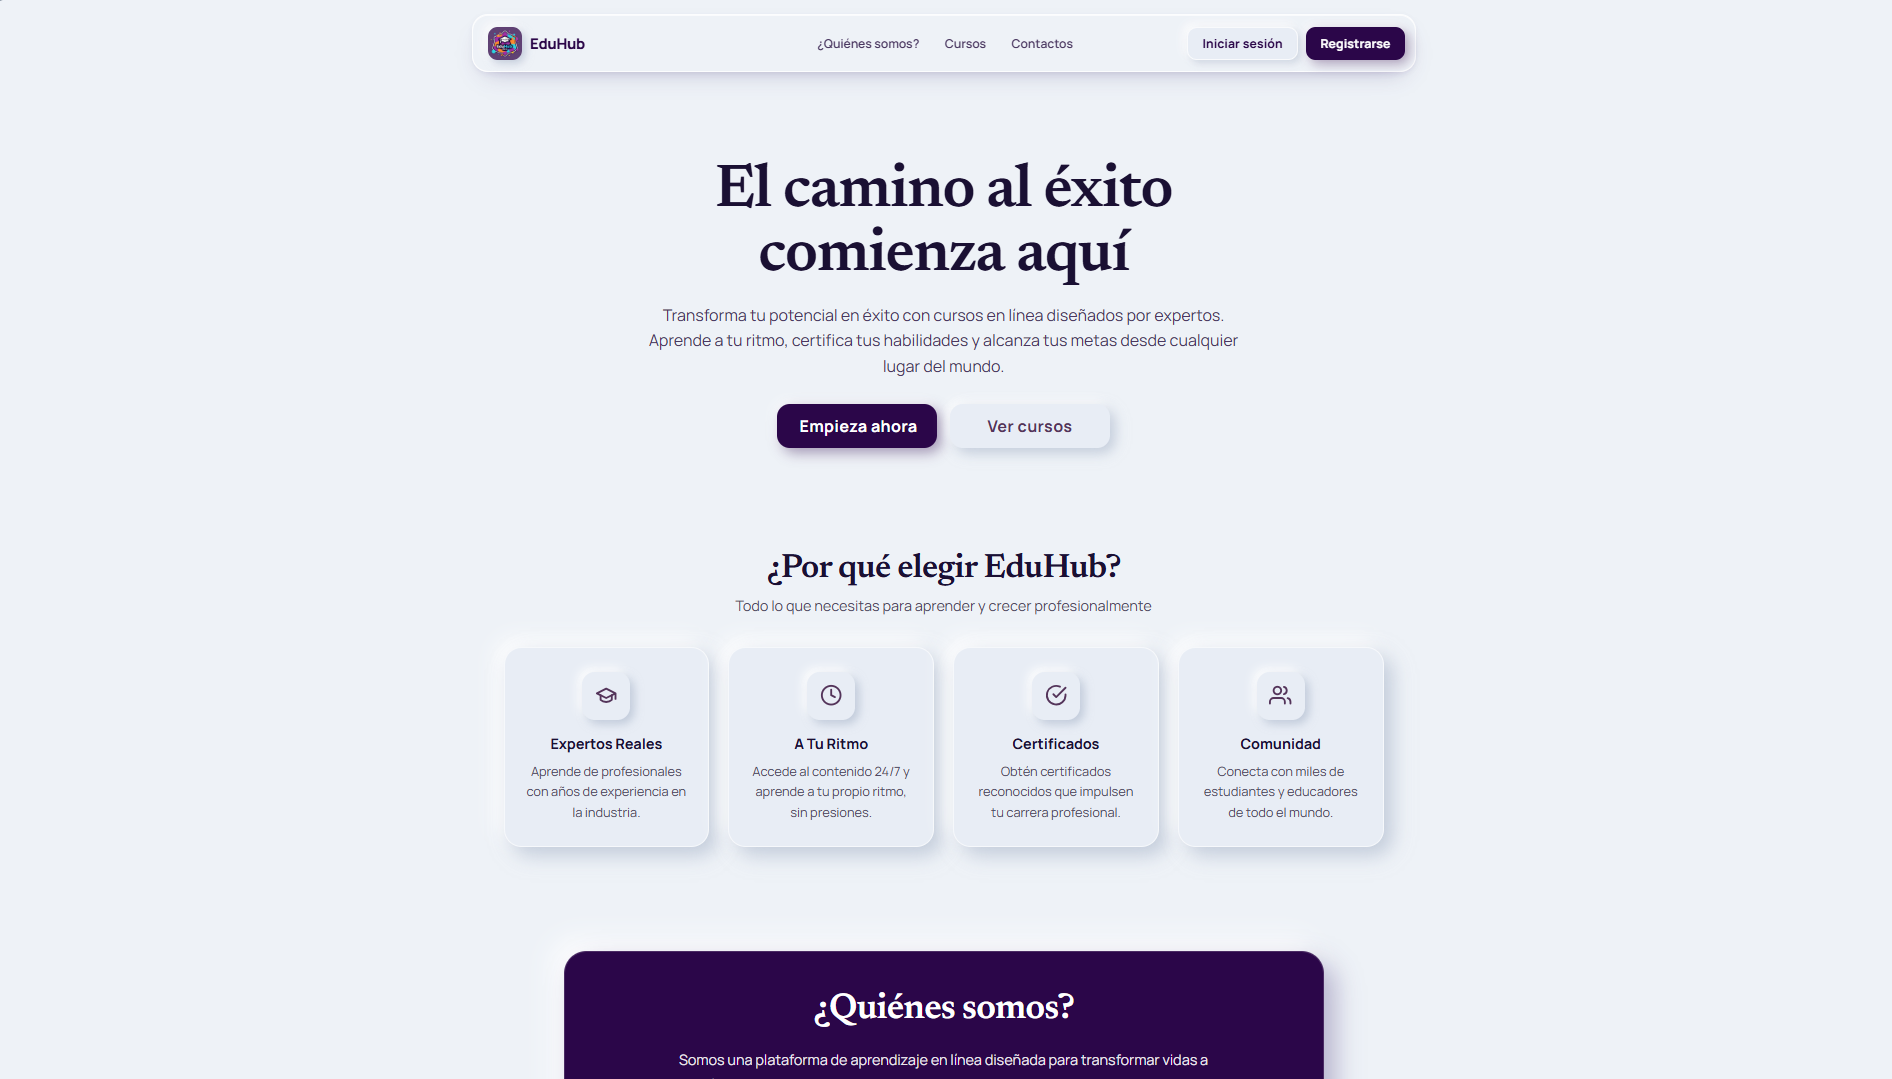 EduHub
¿Quiénes somos?
Cursos
Contactos
Iniciar sesión
Registrarse
El camino al éxito
comienza aquí
Transforma tu potencial en éxito con cursos en línea diseñados por expertos.
Aprende a tu ritmo, certifica tus habilidades y alcanza tus metas desde cualquier
lugar del mundo.
Empieza ahora
Ver cursos
¿Por qué elegir EduHub?
Todo lo que necesitas para aprender y crecer profesionalmente
Expertos Reales
Aprende de profesionales
con años de experiencia en
la industria.
A Tu Ritmo
Accede al contenido 24/7 y
aprende a tu propio ritmo,
sin presiones.
Certificados
Obtén certificados
reconocidos que impulsen
tu carrera profesional.
Comunidad
Conecta con miles de
estudiantes y educadores
de todo el mundo.
¿Quiénes somos?
Somos una plataforma de aprendizaje en línea diseñada para transformar vidas a